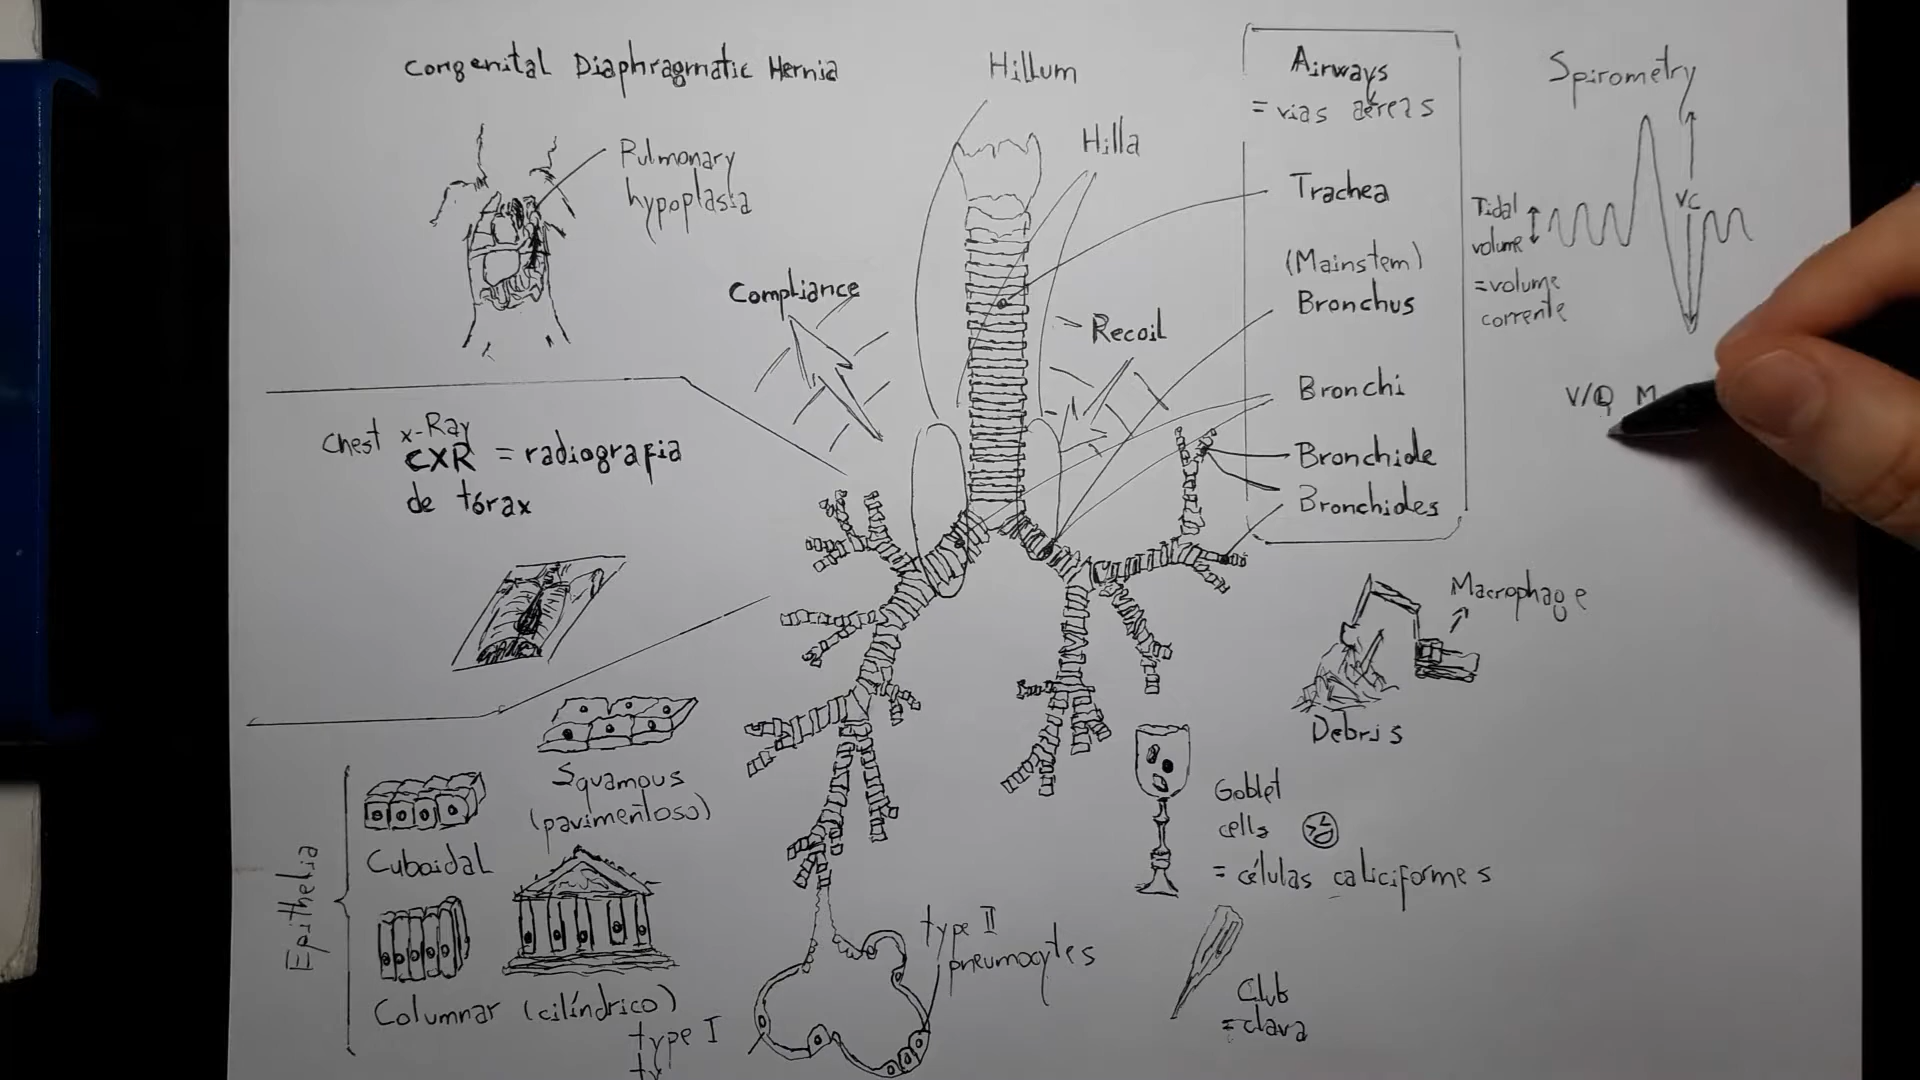 Congenital Diaphragmatic Hernia
Pulmonary
hypoplasia
Hillum
Hilla
Airways
= vias aéreas
Trachea
(Mainstem)
Bronchus
Bronchi
Bronchide
Bronchides
Spirometry
Tidal
volume
= volume
corrente
VC
V/Q M
Compliance
Recoil
Chest x-Ray
CXR = radiografia
de tórax
Macrophage
Debris
Squamous
(pavimentoso)
Cuboidal
Epithelia
Columnar (cilíndrico)
type I
type II
pneumocytes
Goblet
cells
= células caliciformes
Club
= clava